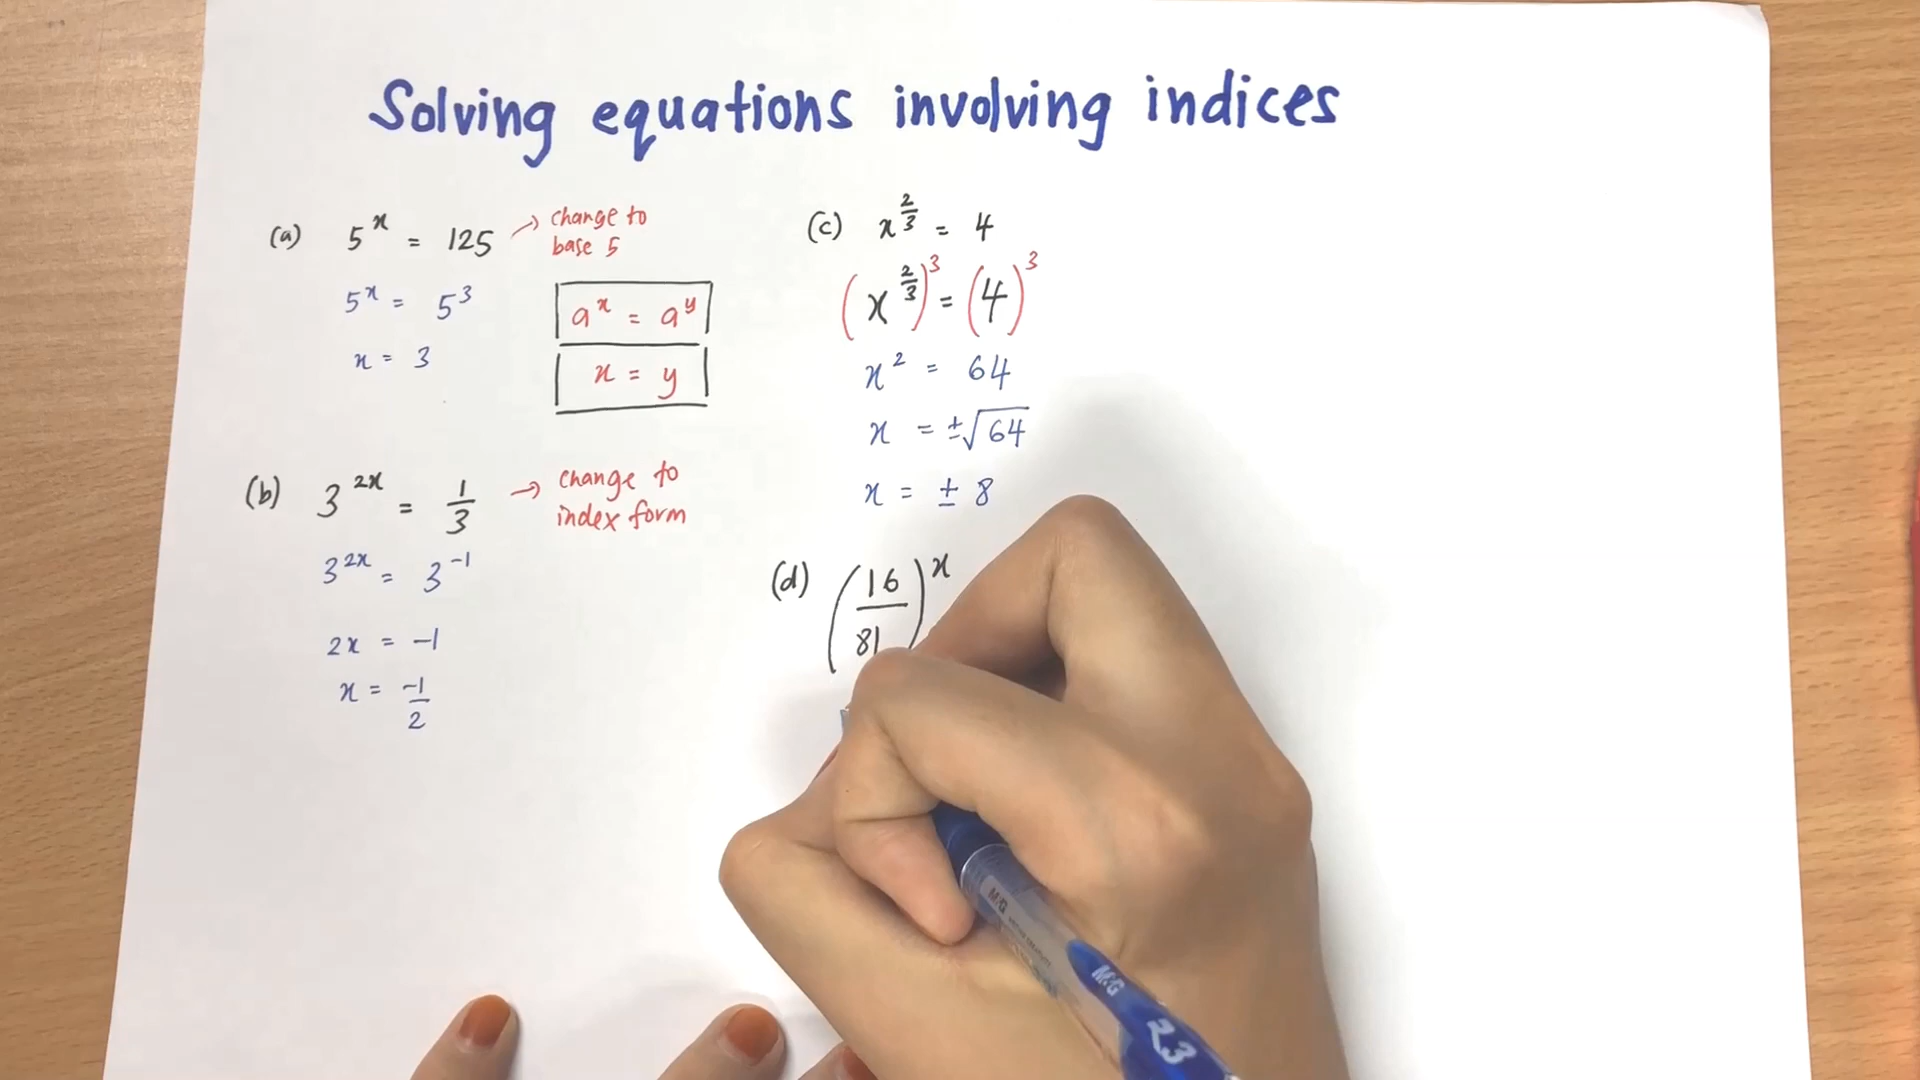 Solving equations involving indices
(a) 5^x = 125 → change to
base 5
5^x = 5^3
x = 3
a^x = a^y
x = y
(b) 3^{2x} = 1/3 → change to
index form
3^{2x} = 3^{-1}
2x = -1
x = -1/2
(c) x^{2/3} = 4
(x^{2/3})^3 = (4)^3
x^2 = 64
x = ±√64
x = ±8
(d) (16/81)^x
M&G
M&G
23